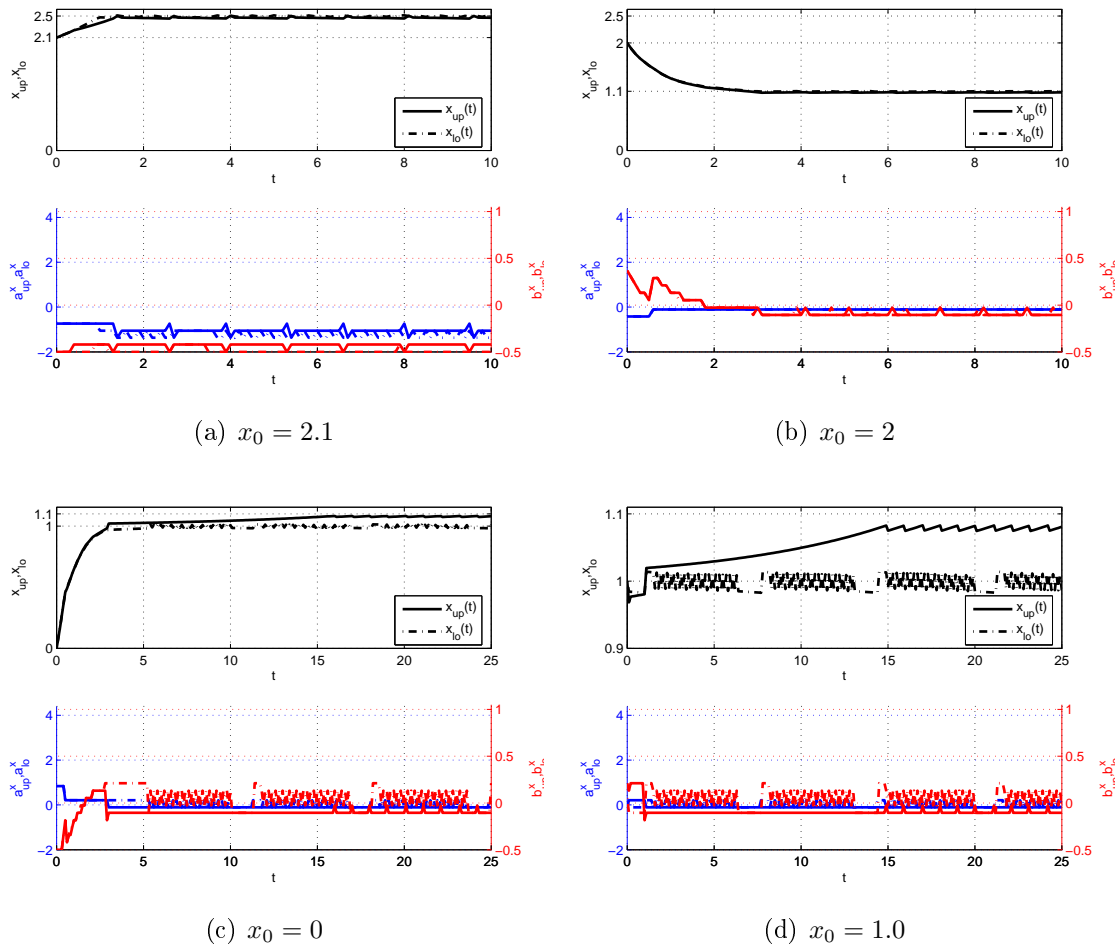 2.5
2.1
0
x_up,x_lo
x_up(t)
x_lo(t)
0 2 4 6 8 10
t
4
2
0
−2
a^x_up,a^x_lo
1
0.5
0
−0.5
0 2 4 6 8 10
t
(a) x_0 = 2.1
2.5
2
1.1
0
x_up,x_lo
x_up(t)
x_lo(t)
0 2 4 6 8 10
t
4
2
0
−2
a^x_up,a^x_lo
1
0.5
0
−0.5
0 2 4 6 8 10
t
(b) x_0 = 2
1.1
1
0
x_up,x_lo
x_up(t)
x_lo(t)
0 5 10 15 20 25
t
4
2
0
−2
a^x_up,a^x_lo
1
0.5
0
−0.5
0 5 10 15 20 25
t
(c) x_0 = 0
1.1
1
0.9
x_up,x_lo
x_up(t)
x_lo(t)
0 5 10 15 20 25
t
4
2
0
−2
a^x_up,a^x_lo
1
0.5
0
−0.5
0 5 10 15 20 25
t
(d) x_0 = 1.0